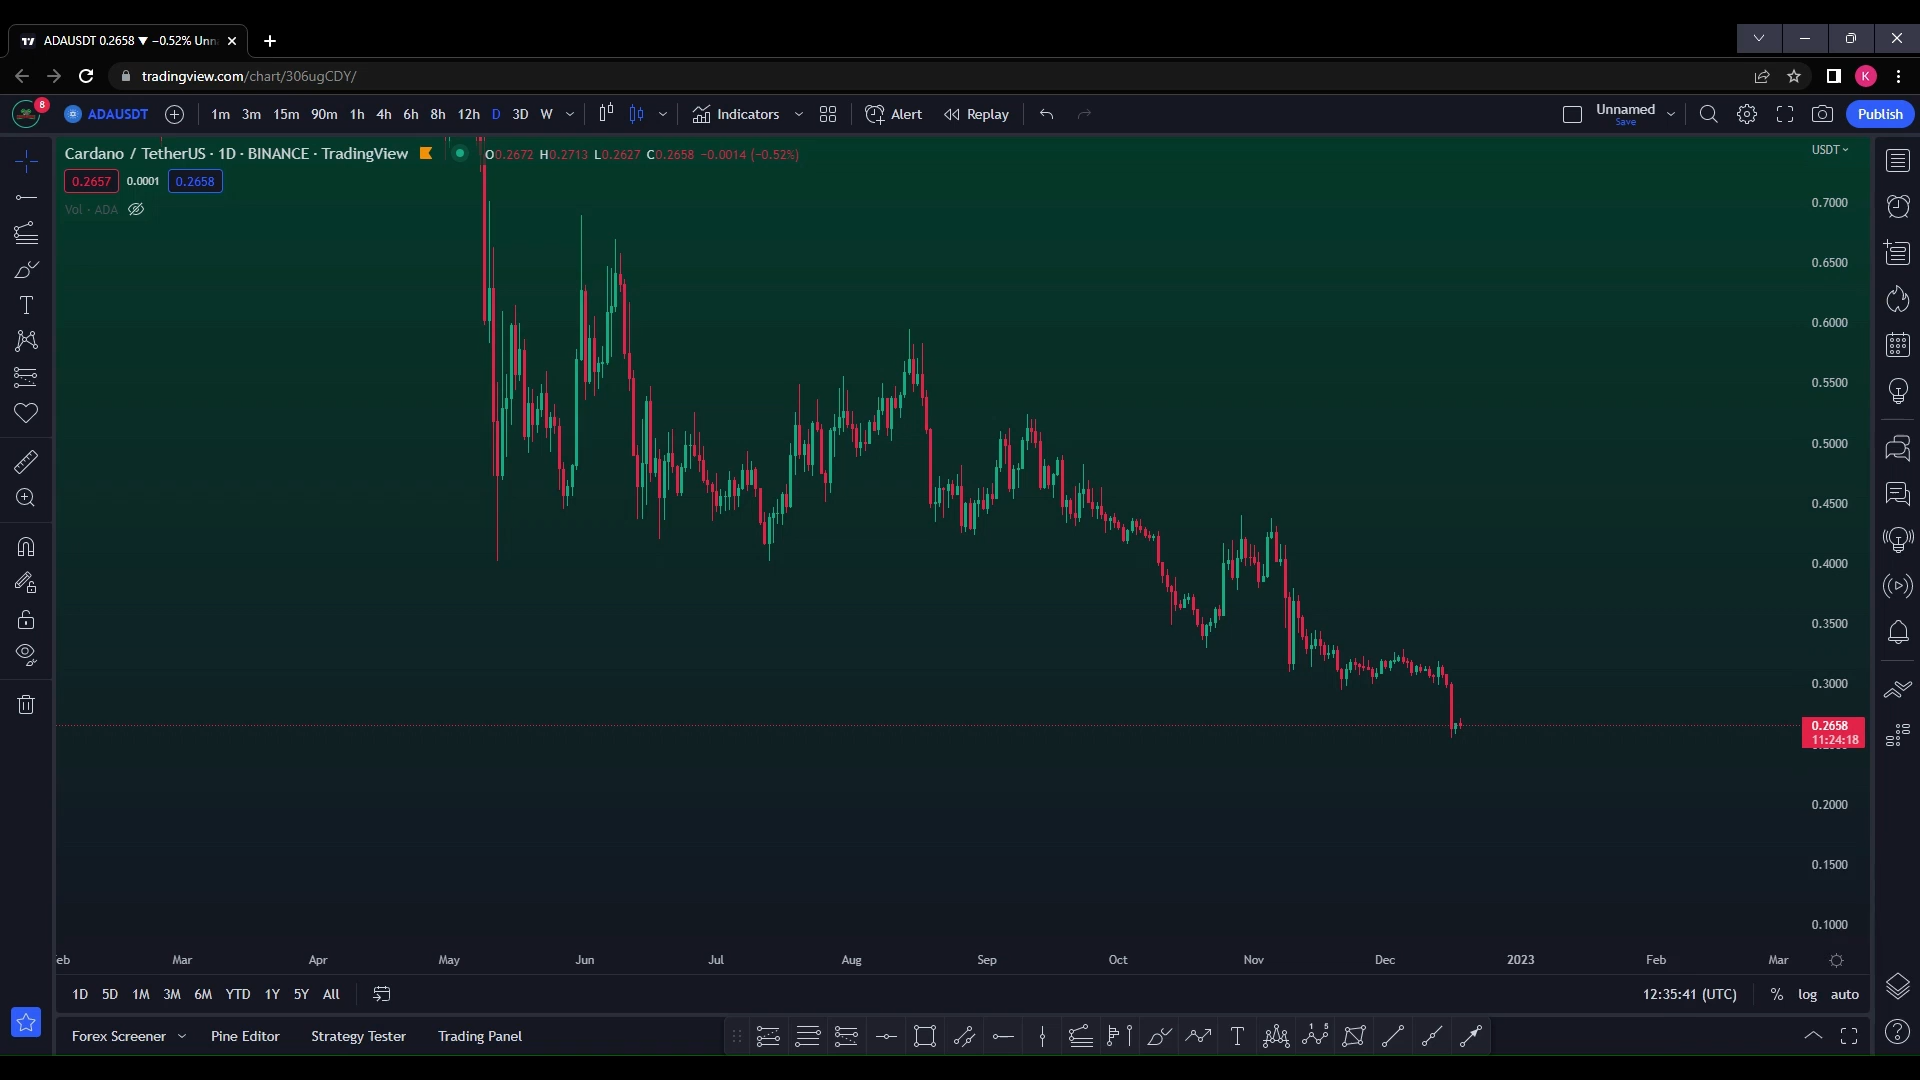 ADAUSDT 0.2658 ▼ −0.52% Unn
tradingview.com/chart/306ugCDY/
K
8
ADAUSDT
1m 3m 15m 90m 1h 4h 6h 8h 12h D 3D W
Indicators
Alert
Replay
Unnamed
Save
Publish
Cardano / TetherUS · 1D · BINANCE · TradingView
O0.2672 H0.2713 L0.2627 C0.2658 −0.0014 (−0.52%)
USDT
0.2657 0.0001 0.2658
Vol · ADA
0.7000
0.6500
0.6000
0.5500
0.5000
0.4500
0.4000
0.3500
0.3000
0.2658
11:24:18
0.2000
0.1500
0.1000
eb Mar Apr May Jun Jul Aug Sep Oct Nov Dec 2023 Feb Mar
1D 5D 1M 3M 6M YTD 1Y 5Y All
12:35:41 (UTC)
% log auto
Forex Screener Pine Editor Strategy Tester Trading Panel